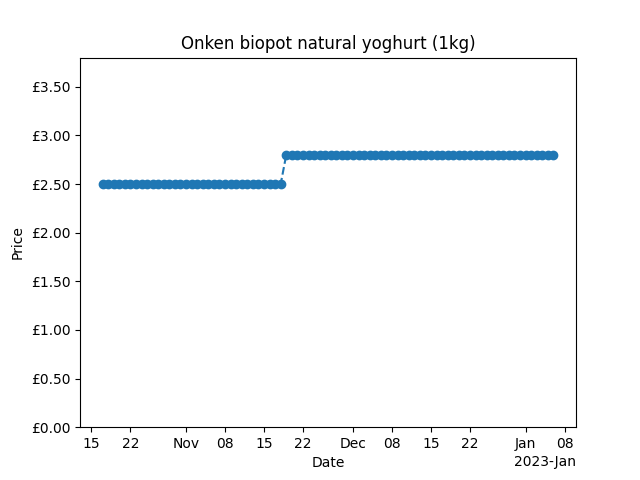 Onken biopot natural yoghurt (1kg)
£3.50
£3.00
£2.50
£2.00
£1.50
£1.00
£0.50
£0.00
Price
15 22 Nov 08 15 22 Dec 08 15 22 Jan 08
Date
2023-Jan